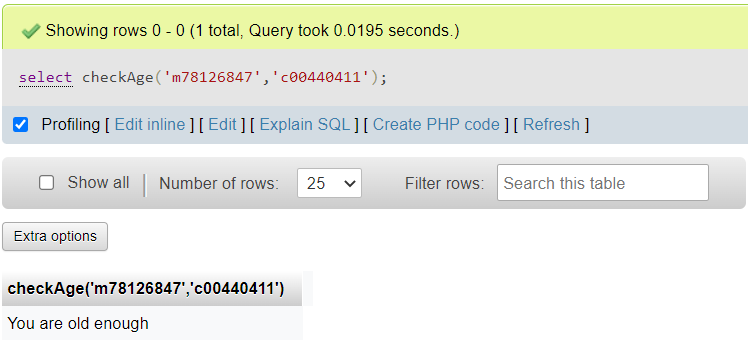 Showing rows 0 - 0 (1 total, Query took 0.0195 seconds.)
select checkAge('m78126847','c00440411');
Profiling [ Edit inline ] [ Edit ] [ Explain SQL ] [ Create PHP code ] [ Refresh ]
Show all Number of rows: 25 Filter rows: Search this table
Extra options
checkAge('m78126847','c00440411')
You are old enough